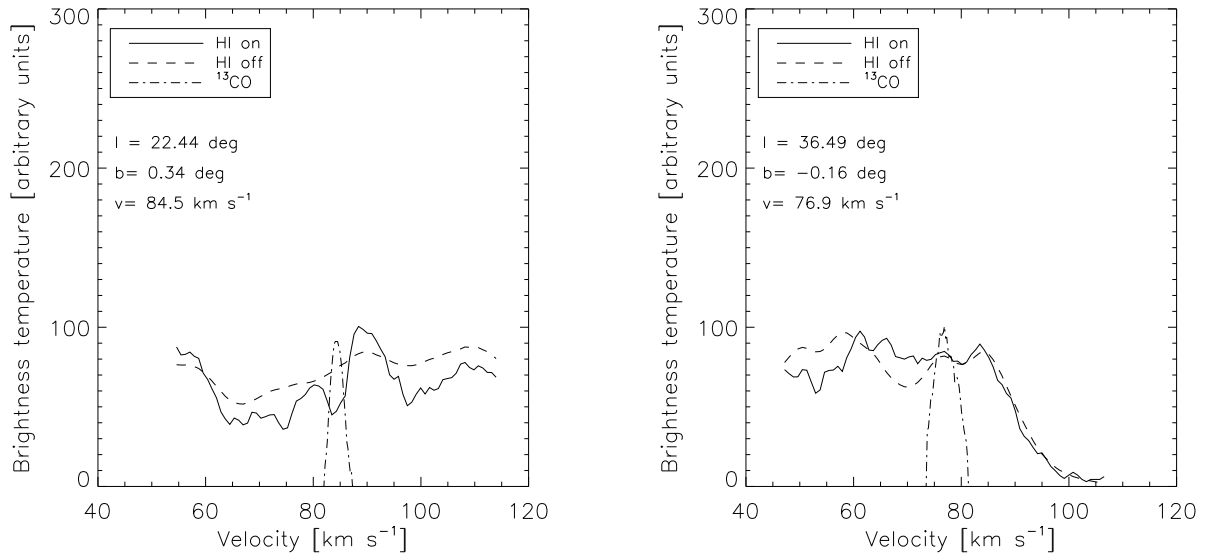 300
200
100
0
Brightness temperature [arbitrary units]
HI on
HI off
¹³CO
l = 22.44 deg
b= 0.34 deg
v= 84.5 km s⁻¹
40 60 80 100 120
Velocity [km s⁻¹]
300
200
100
0
Brightness temperature [arbitrary units]
HI on
HI off
¹³CO
l = 36.49 deg
b= −0.16 deg
v= 76.9 km s⁻¹
40 60 80 100 120
Velocity [km s⁻¹]